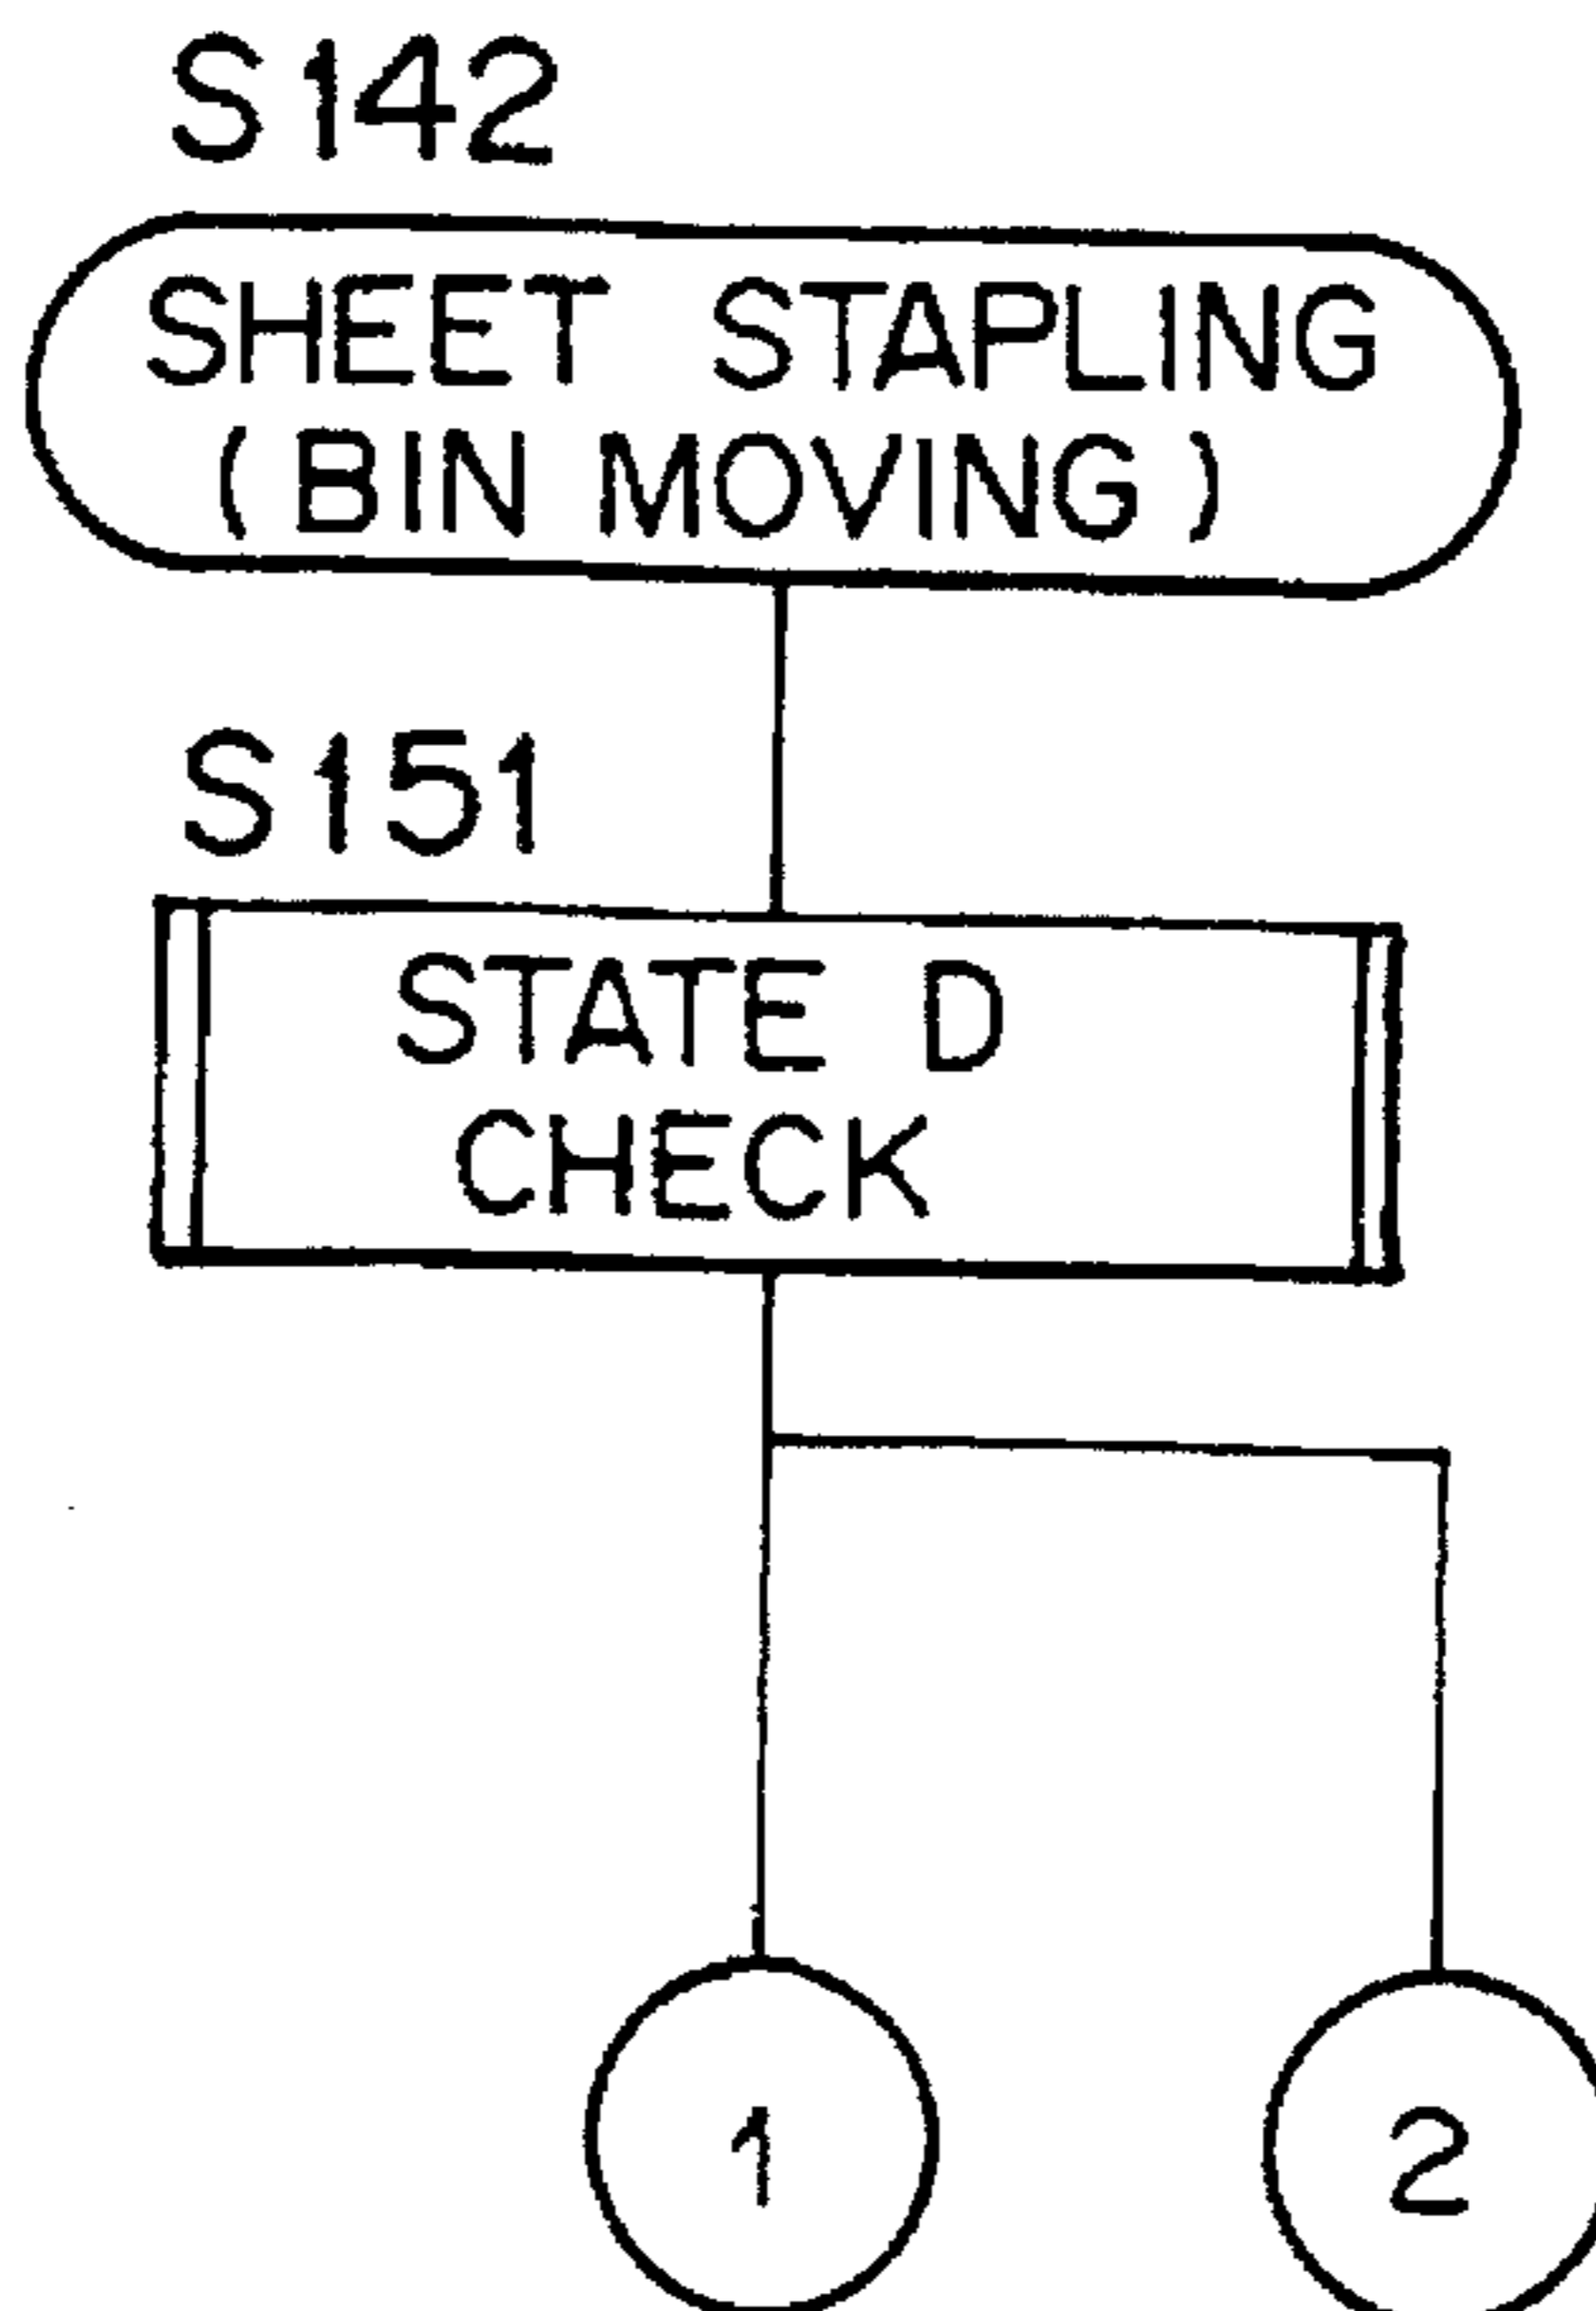 S142
SHEET STAPLING
(BIN MOVING)
S151
STATE D
CHECK
1
2